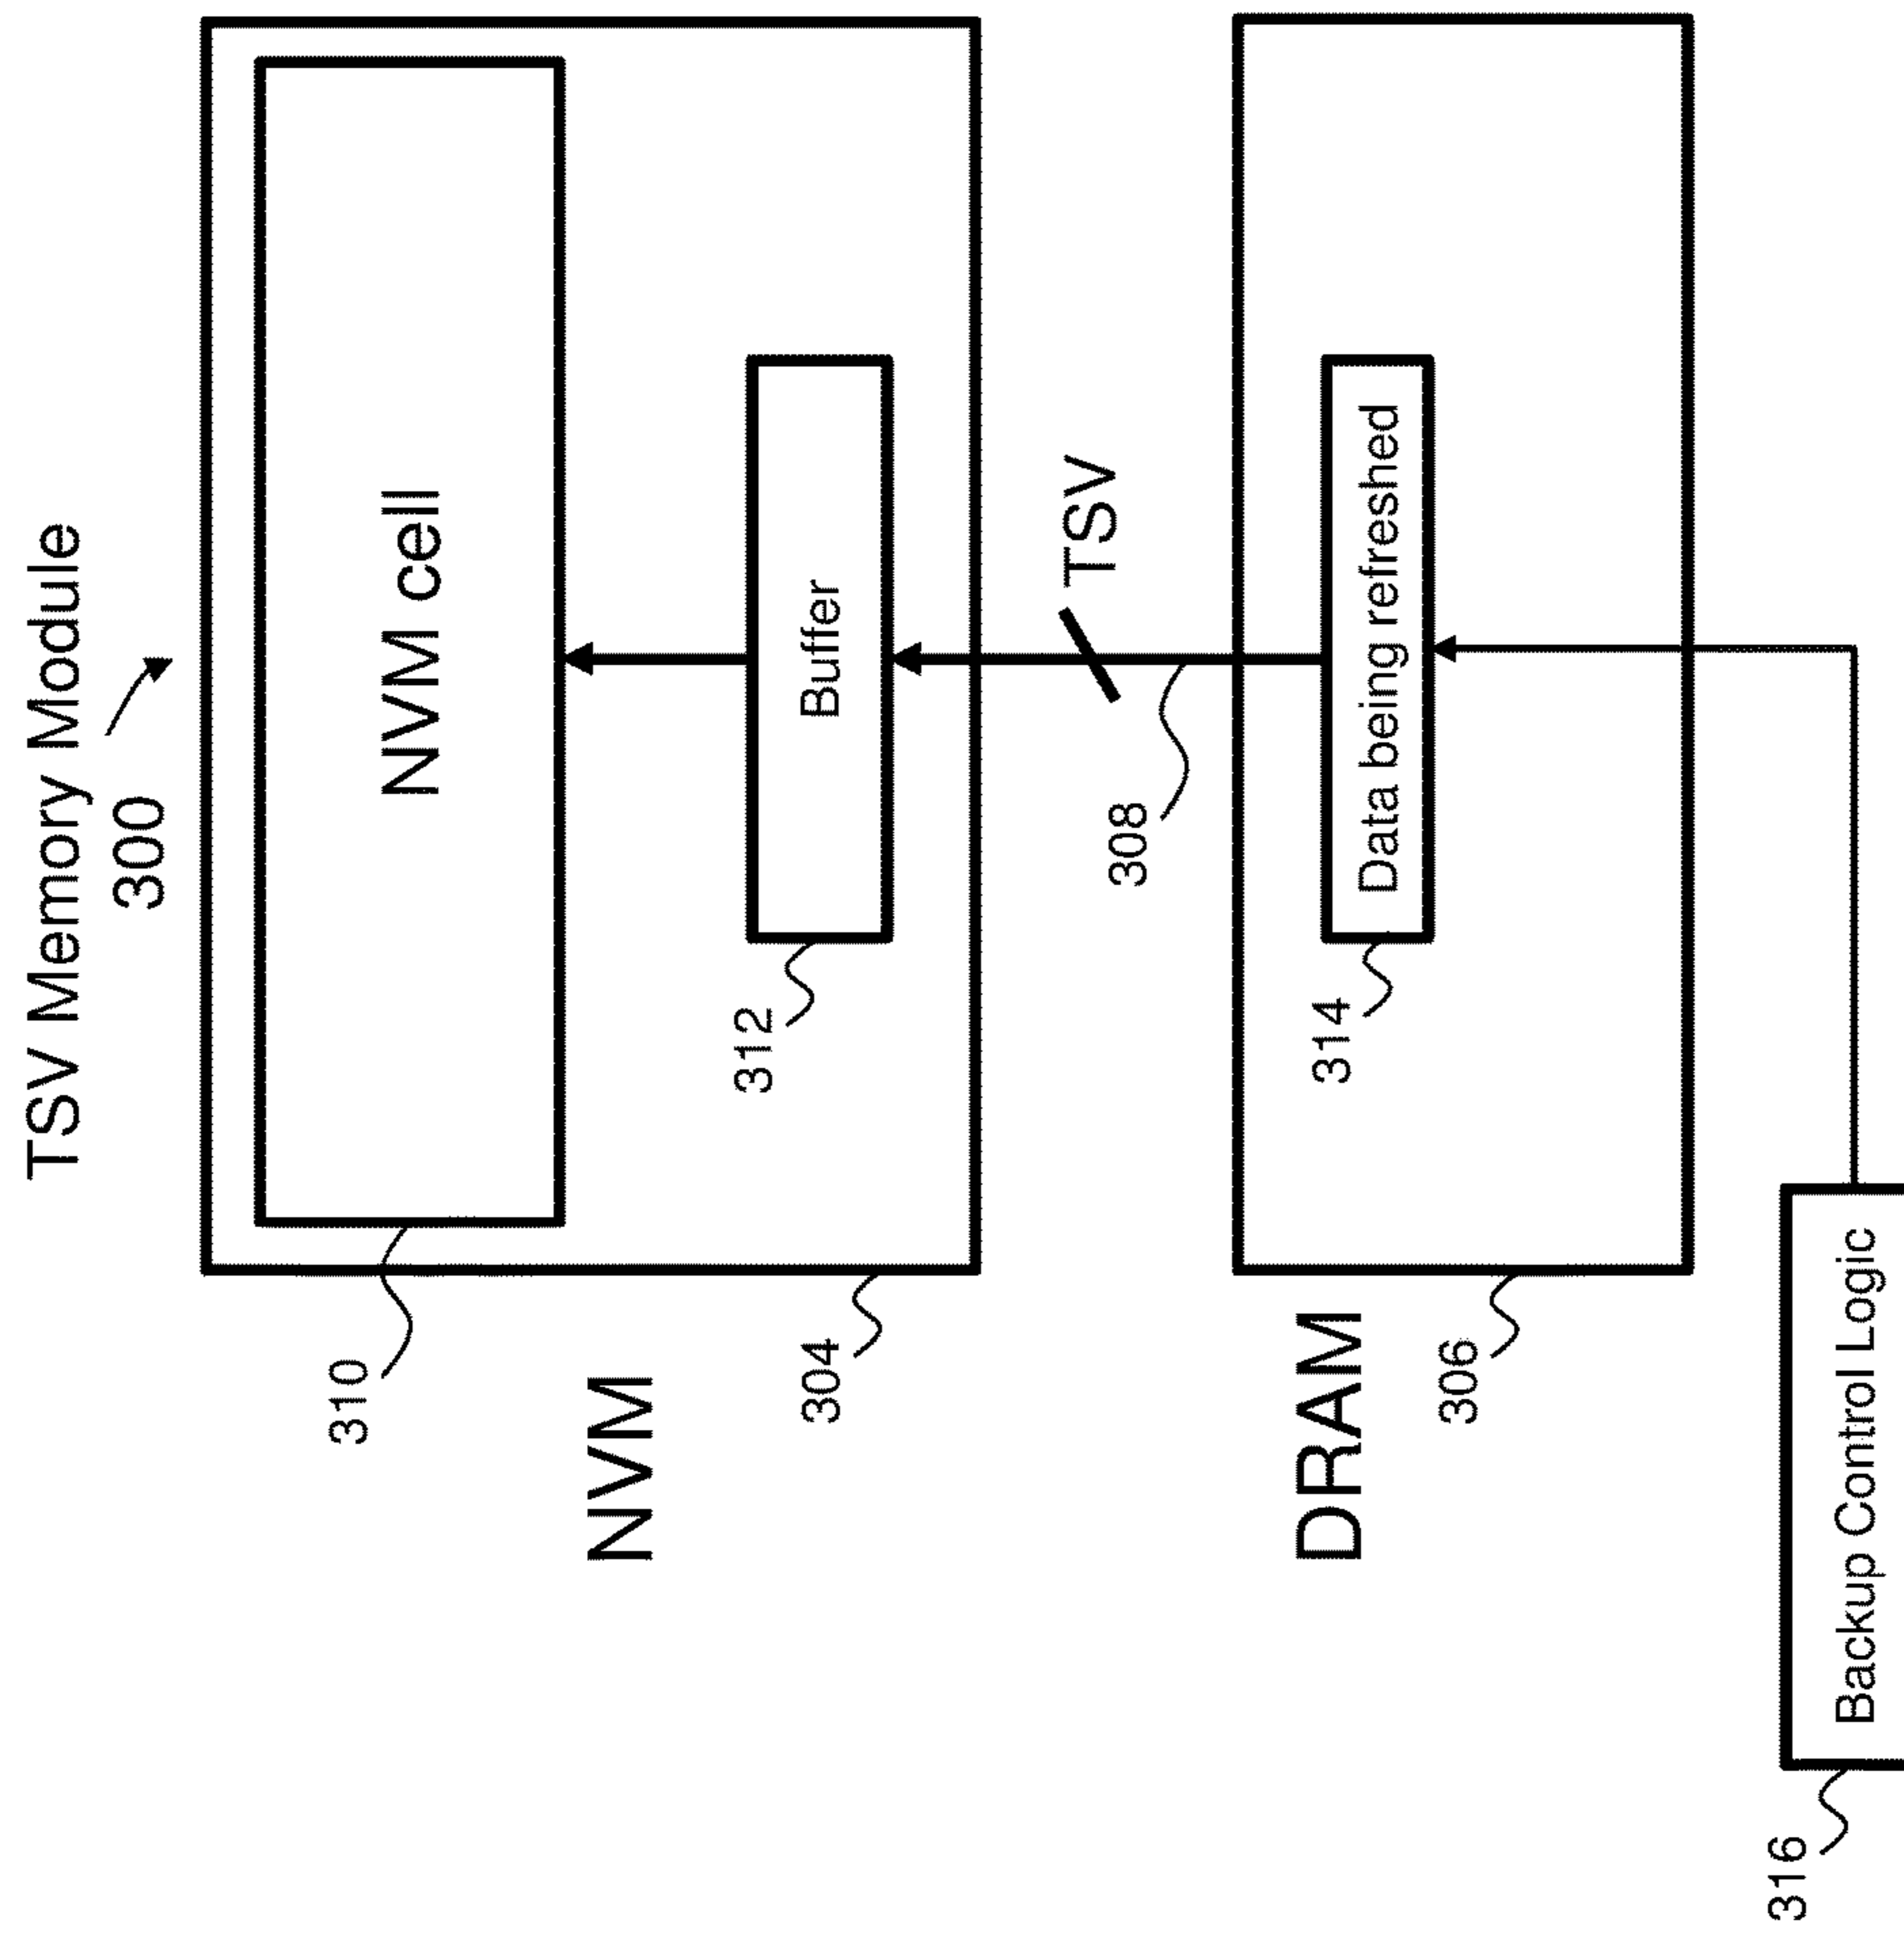 TSV Memory Module
300
310
NVM cell
NVM
304
312
Buffer
308
TSV
DRAM
306
314
Data being refreshed
316
Backup Control Logic